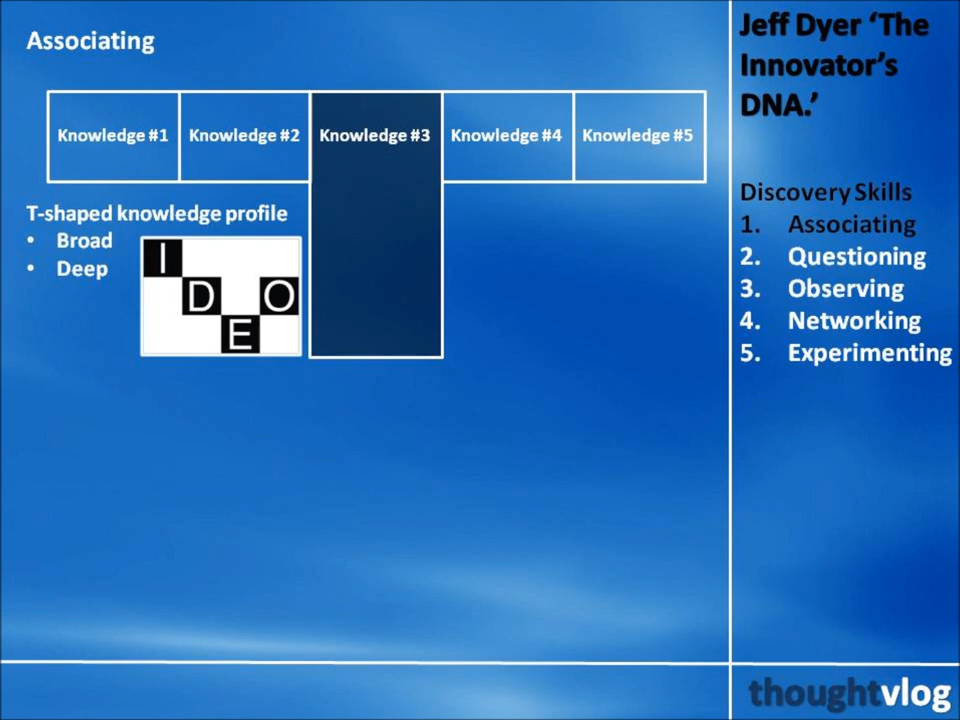 Associating
Knowledge #1 Knowledge #2 Knowledge #3 Knowledge #4 Knowledge #5
T-shaped knowledge profile
• Broad
• Deep
IDEO
Jeff Dyer ‘The
Innovator’s
DNA.’
Discovery Skills
1. Associating
2. Questioning
3. Observing
4. Networking
5. Experimenting
thoughtvlog